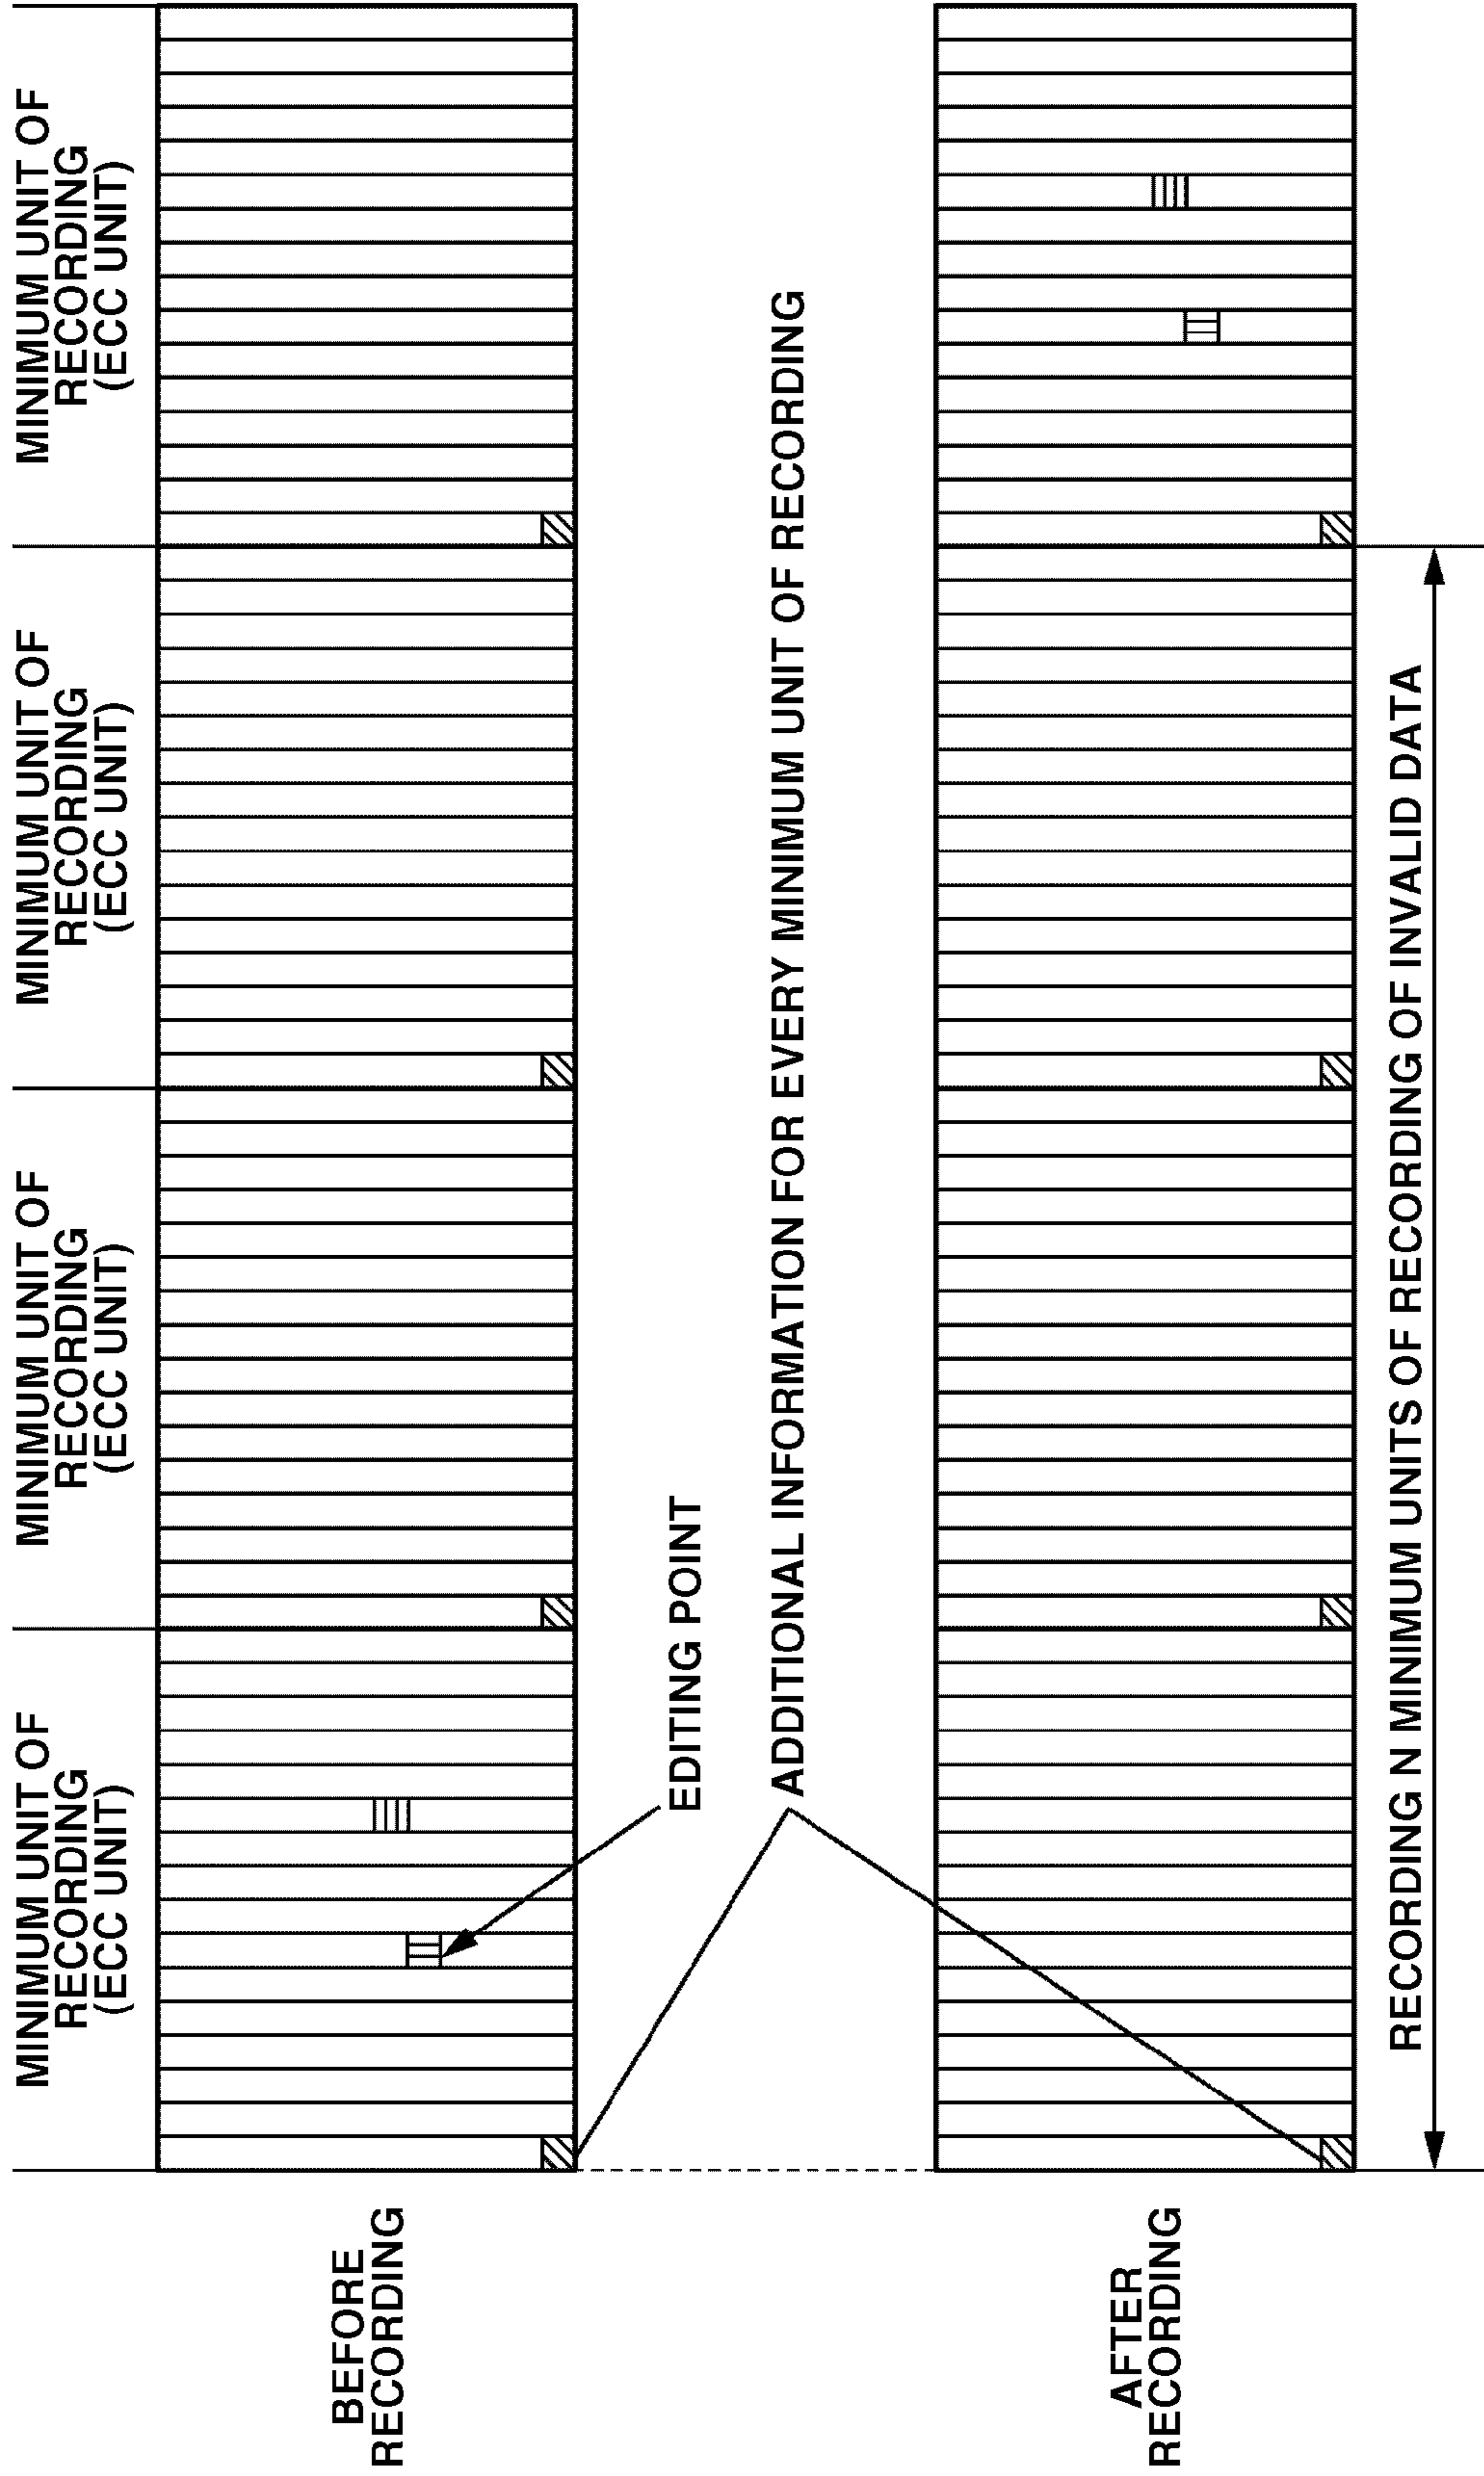 MINIMUM UNIT OF
RECORDING
(ECC UNIT)
MINIMUM UNIT OF
RECORDING
(ECC UNIT)
MINIMUM UNIT OF
RECORDING
(ECC UNIT)
MINIMUM UNIT OF
RECORDING
(ECC UNIT)
BEFORE
RECORDING
EDITING POINT
ADDITIONAL INFORMATION FOR EVERY MINIMUM UNIT OF RECORDING
AFTER
RECORDING
RECORDING N MINIMUM UNITS OF RECORDING OF INVALID DATA